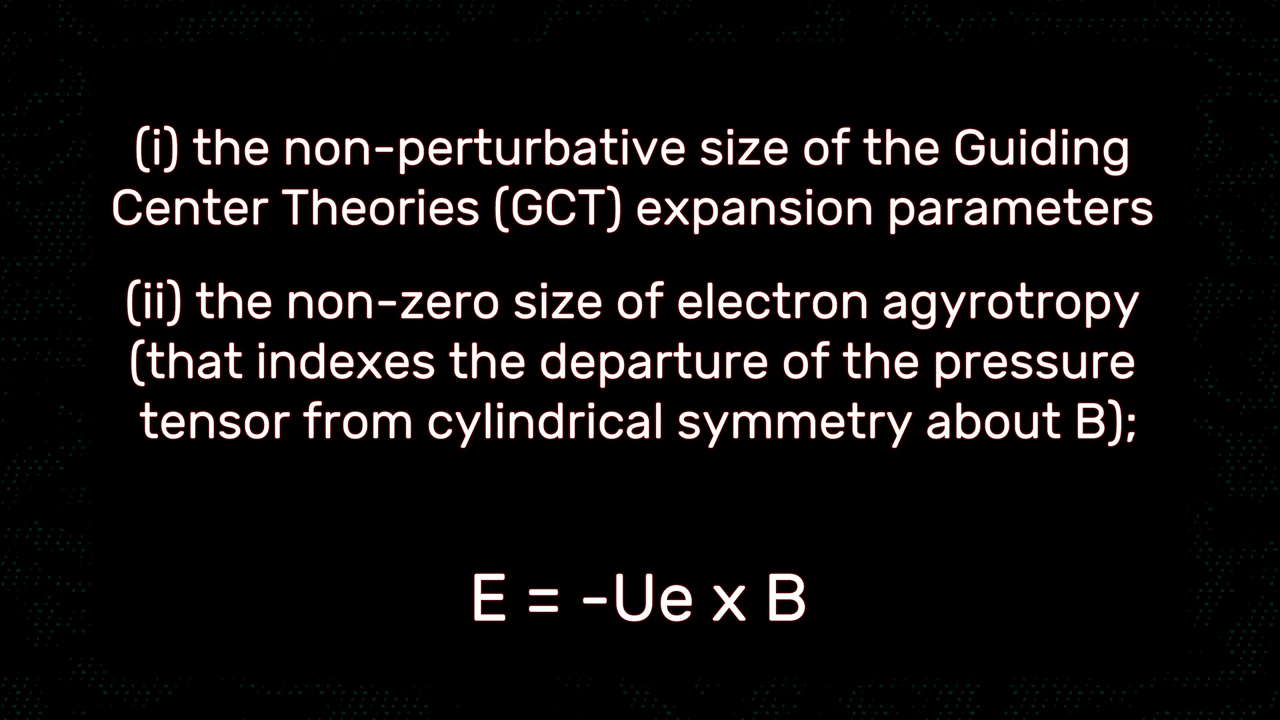 (i) the non-perturbative size of the Guiding
Center Theories (GCT) expansion parameters
(ii) the non-zero size of electron agyrotropy
(that indexes the departure of the pressure
tensor from cylindrical symmetry about B);
E = -Ue x B